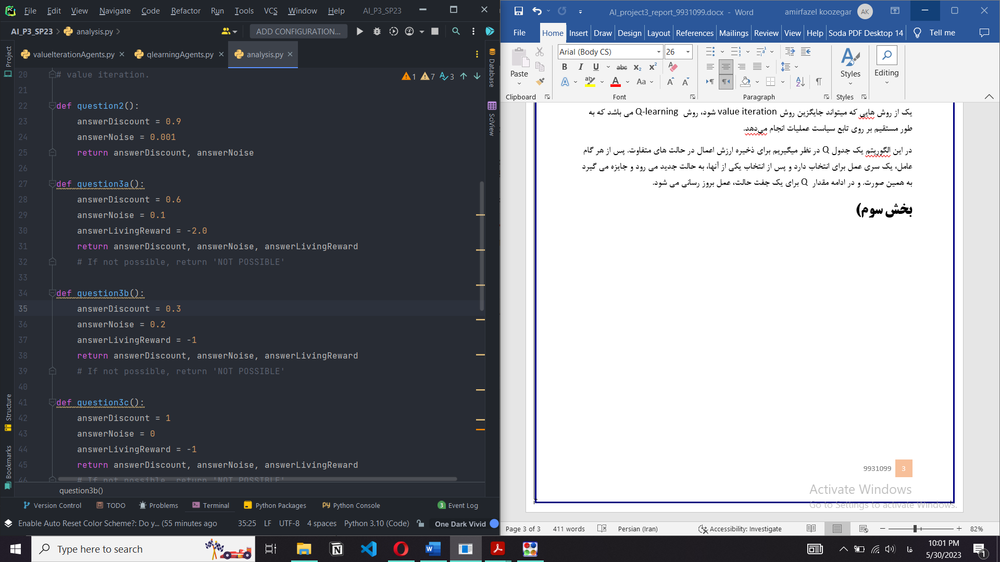 File Edit View Navigate Code Refactor Run Tools VCS Window Help AI_P3_SP23
AI_P3_SP23 analysis.py ADD CONFIGURATION...
valueIterationAgents.py qlearningAgents.py analysis.py
Project
Structure
Bookmarks
Database
SciView
1 7 3
20 # value iteration.
21
22 def question2():
23 answerDiscount = 0.9
24 answerNoise = 0.001
25 return answerDiscount, answerNoise
26
27 def question3a():
28 answerDiscount = 0.6
29 answerNoise = 0.1
30 answerLivingReward = -2.0
31 return answerDiscount, answerNoise, answerLivingReward
32 # If not possible, return 'NOT POSSIBLE'
33
34 def question3b():
35 answerDiscount = 0.3
36 answerNoise = 0.2
37 answerLivingReward = -1
38 return answerDiscount, answerNoise, answerLivingReward
39 # If not possible, return 'NOT POSSIBLE'
40
41 def question3c():
42 answerDiscount = 1
43 answerNoise = 0
44 answerLivingReward = -1
45 return answerDiscount, answerNoise, answerLivingReward
46 # If not possible, return 'NOT POSSIBLE'
question3b()
Version Control TODO Problems Terminal Python Packages Python Console 3 Event Log
Enable Auto Reset Color Scheme?: Do y... (55 minutes ago 35:25 LF UTF-8 4 spaces Python 3.10 (Code) One Dark Vivid
AI_project3_report_9931099.docx - Word amirfazel koozegar AK
File Home Insert Draw Design Layout References Mailings Review View Help Soda PDF Desktop 14 Tell me
Arial (Body CS) 26
Paste Styles Editing
Clipboard Font Paragraph Styles
یک از روش هایی که میتواند جایگزین روش value iteration شود، روش Q-learning می باشد که به
طور مستقیم بر روی تابع سیاست عملیات انجام می‌دهد.
در این الگوریتم یک جدول Q در نظر میگیریم برای ذخیره ارزش اعمال در حالت های متفاوت. پس از هر گام
عامل، یک سری عمل برای انتخاب دارد و پس از انتخاب یکی از آنها، به حالت جدید می رود و جایزه می گیرد
به همین صورت. و در ادامه مقدار Q برای یک جفت حالت، عمل بروز رسانی می شود.
بخش سوم)
9931099 3
Activate Windows
Go to Settings to activate Windows.
Page 3 of 3 411 words Persian (Iran) Accessibility: Investigate 82%
Type here to search
فا
10:01 PM
5/30/2023
1